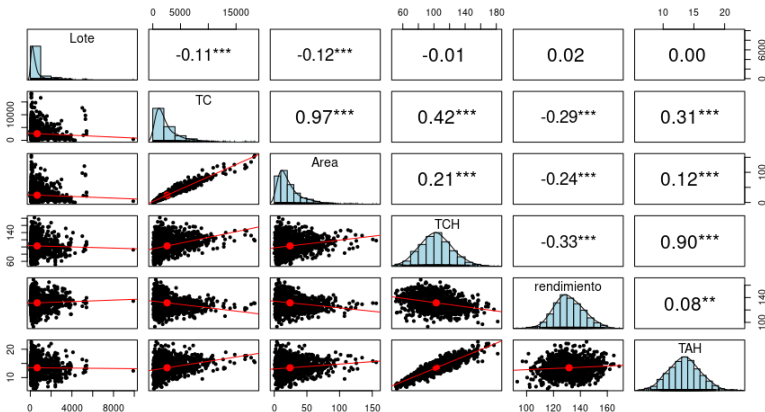 0 5000 15000 60 100 140 180 10 15 20
Lote -0.11*** -0.12*** -0.01 0.02 0.00 0 6000
0 10000 TC 0.97*** 0.42*** -0.29*** 0.31***
Area 0.21*** -0.24*** 0.12*** 0 100
60 140 TCH -0.33*** 0.90***
rendimiento 0.08** 100 140
10 20 TAH
0 4000 8000 0 50 100 150 100 120 140 160